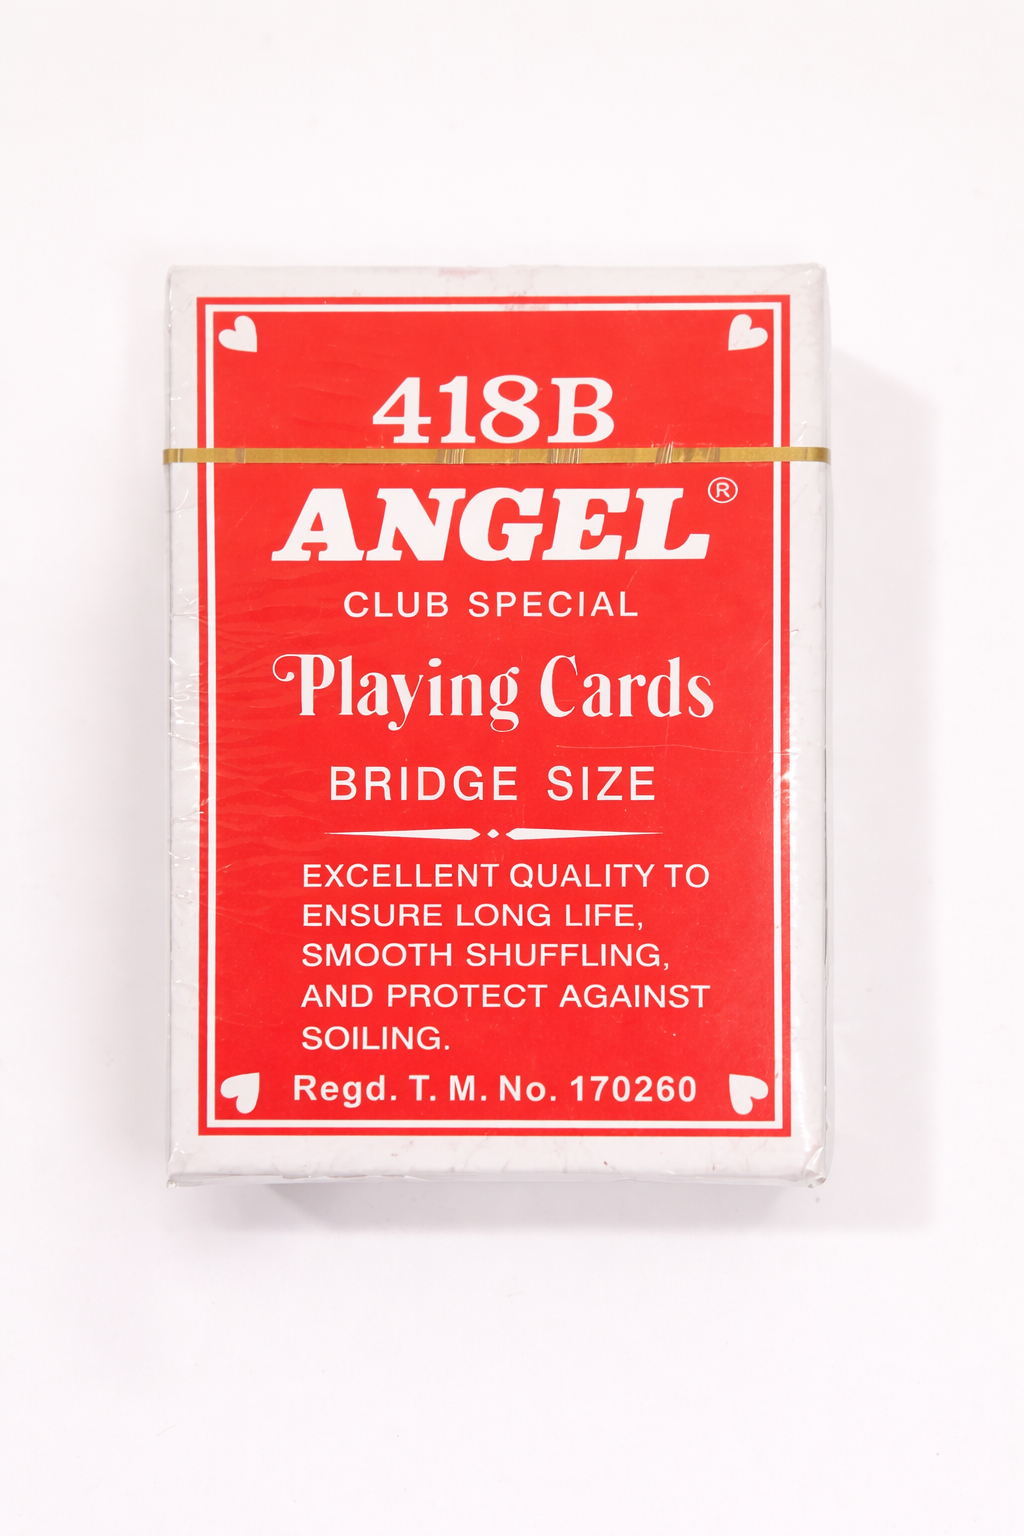 418B
ANGEL®
CLUB SPECIAL
Playing Cards
BRIDGE SIZE
EXCELLENT QUALITY TO
ENSURE LONG LIFE,
SMOOTH SHUFFLING,
AND PROTECT AGAINST
SOILING.
Regd. T. M. No. 170260